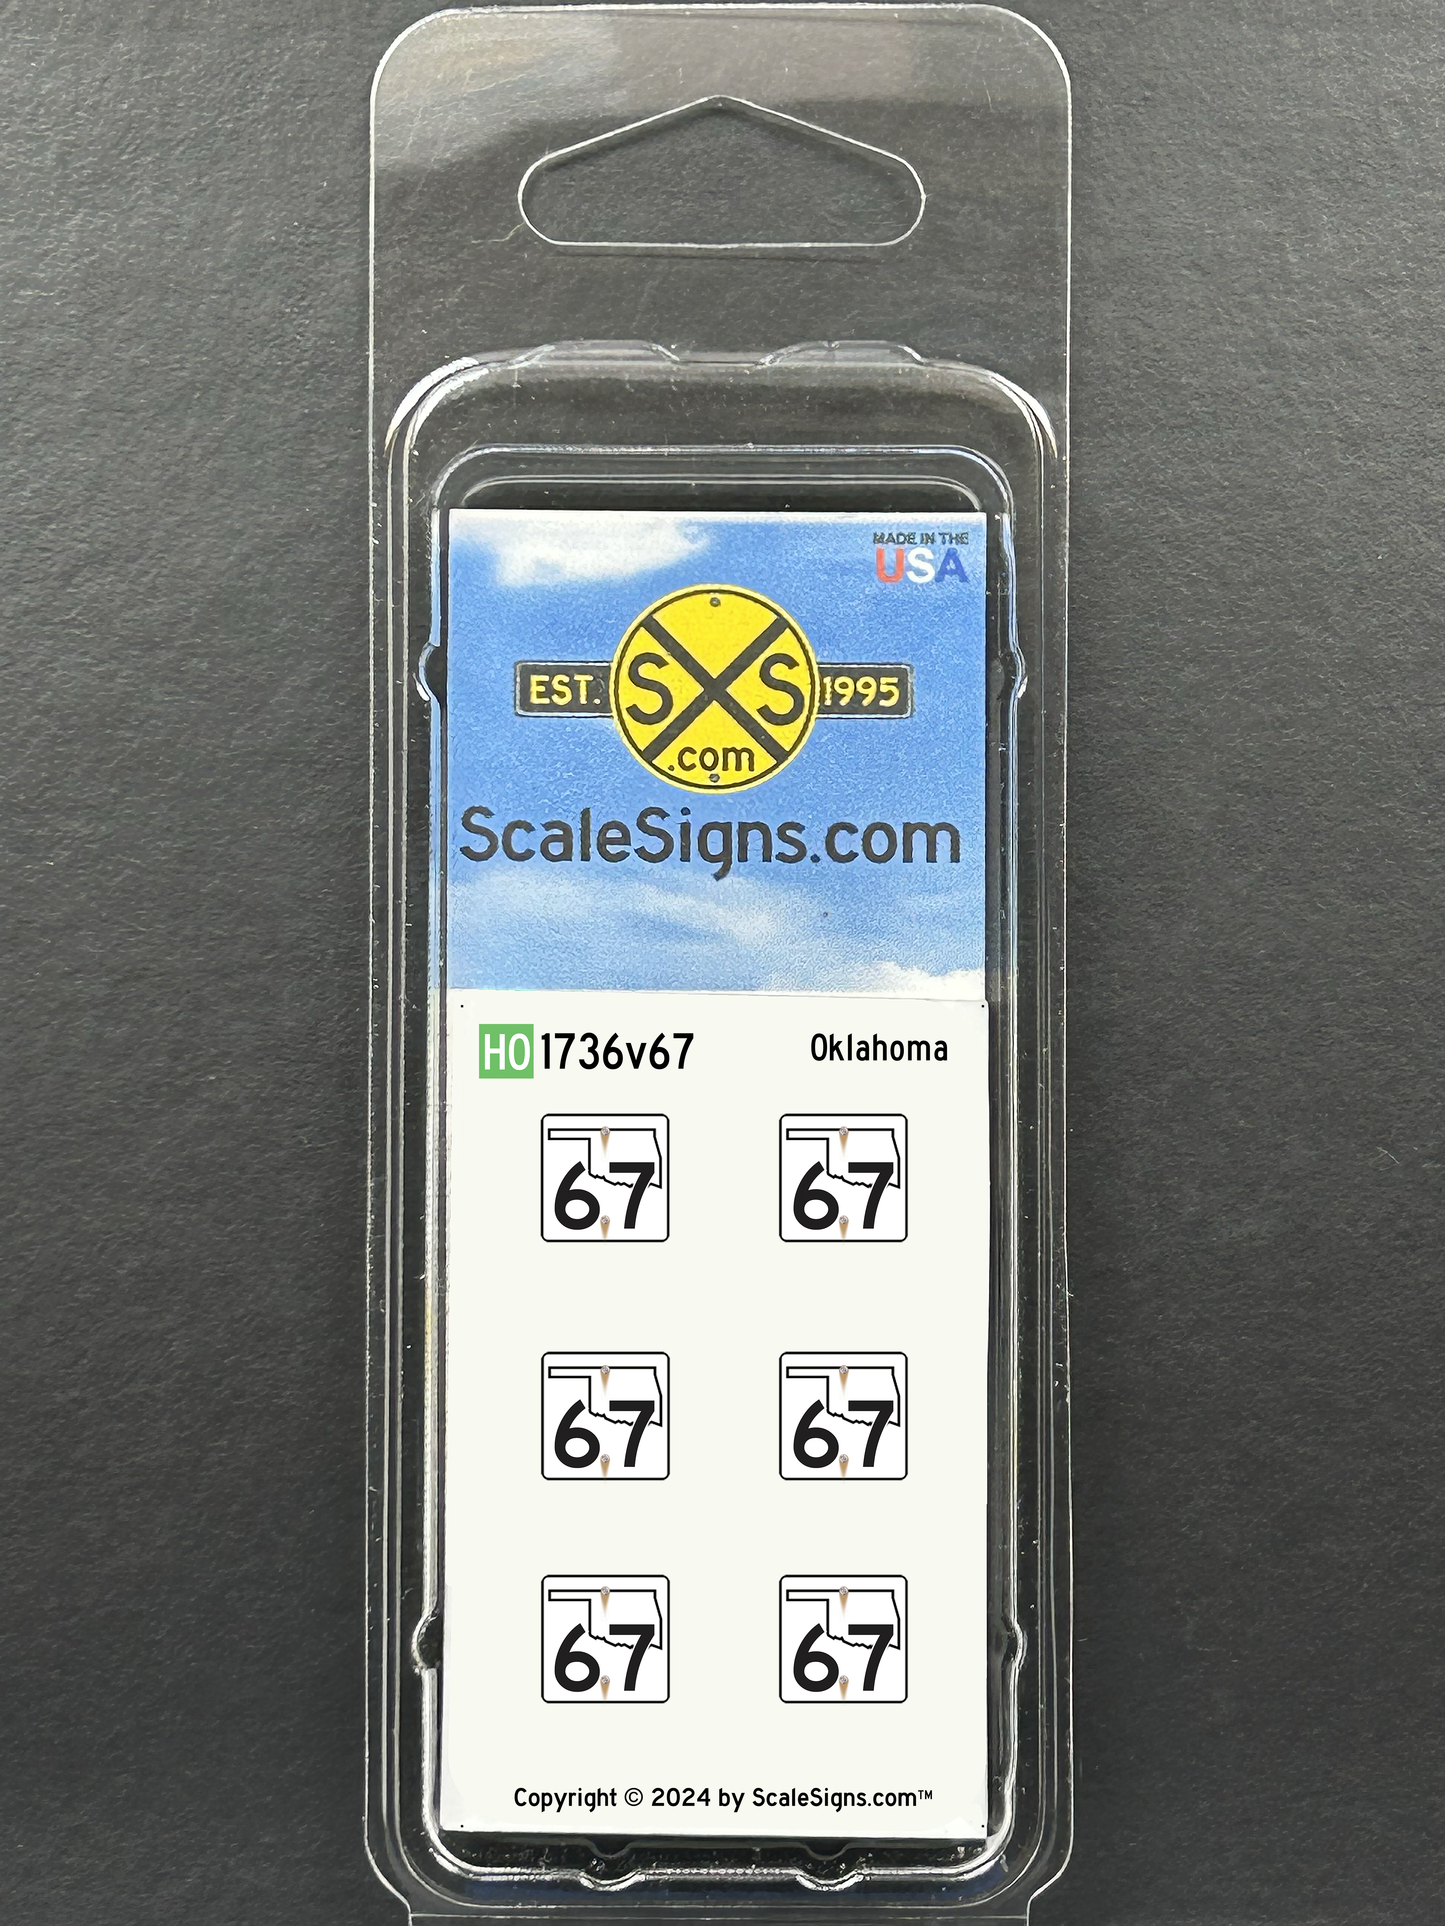 MADE IN THE
USA
EST. S S 1995
.com
ScaleSigns.com
HO 1736v67 Oklahoma
67 67
67 67
67 67
Copyright © 2024 by ScaleSigns.com™